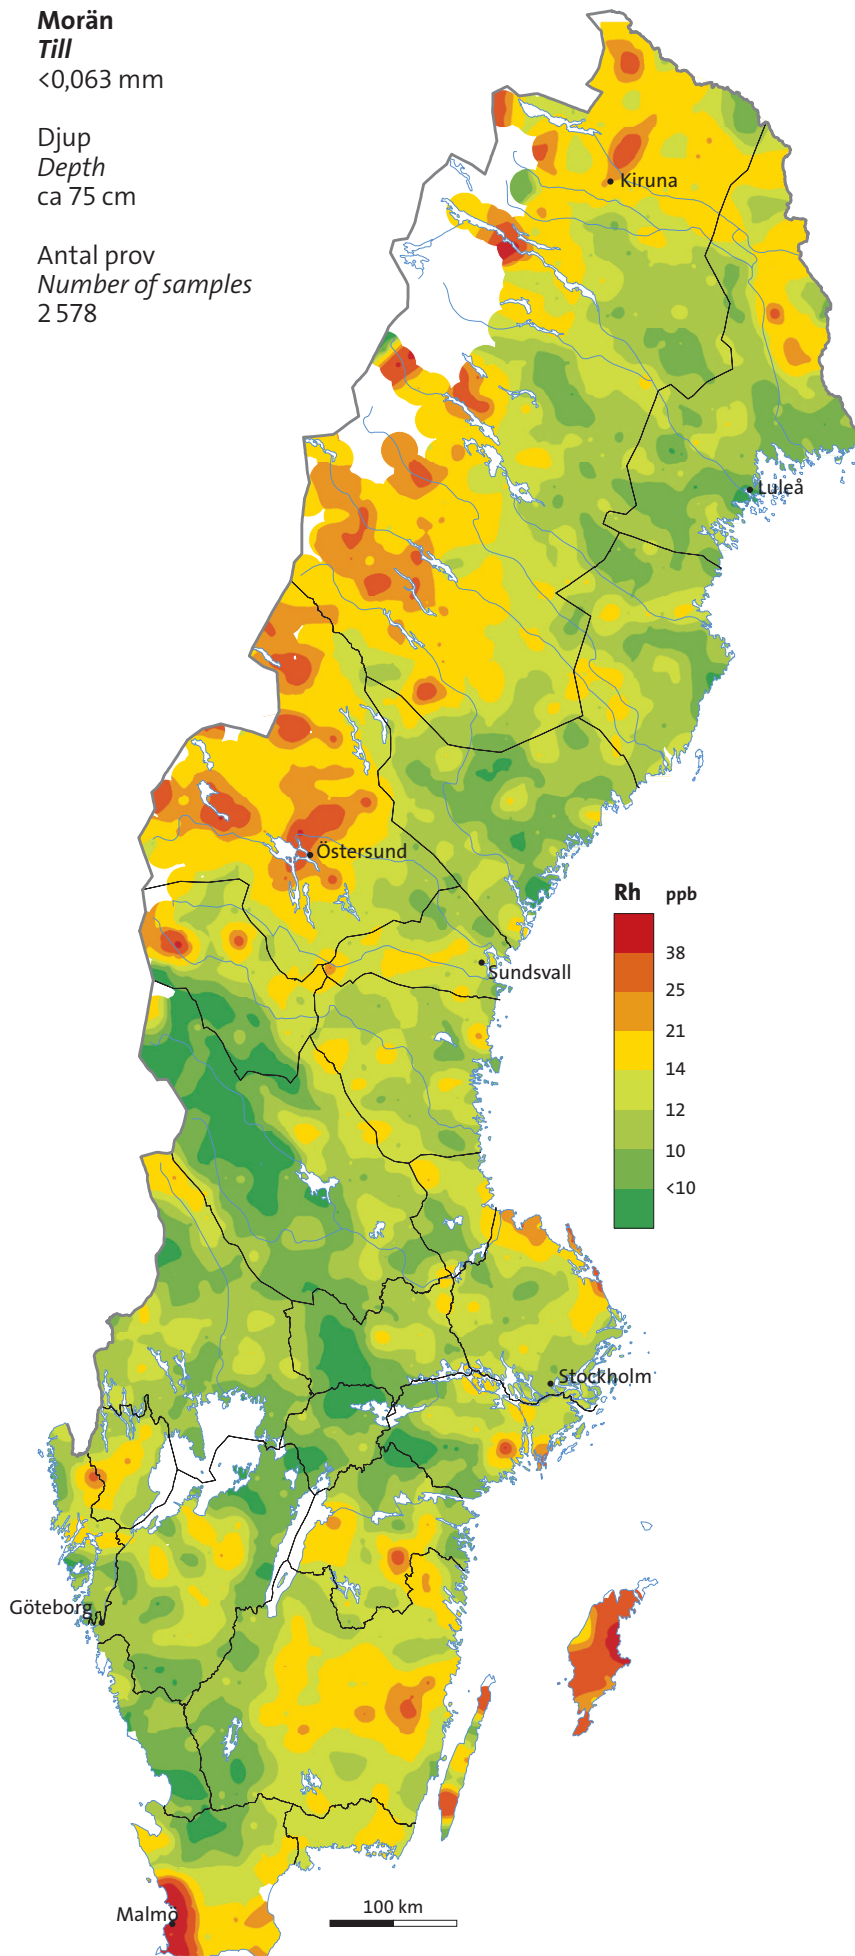 Morän
Till
<0,063 mm
Djup
Depth
ca 75 cm
Antal prov
Number of samples
2 578
Kiruna
Luleå
Östersund
Rh ppb
38
25
21
14
12
10
<10
Sundsvall
Stockholm
Göteborg
Malmö
100 km